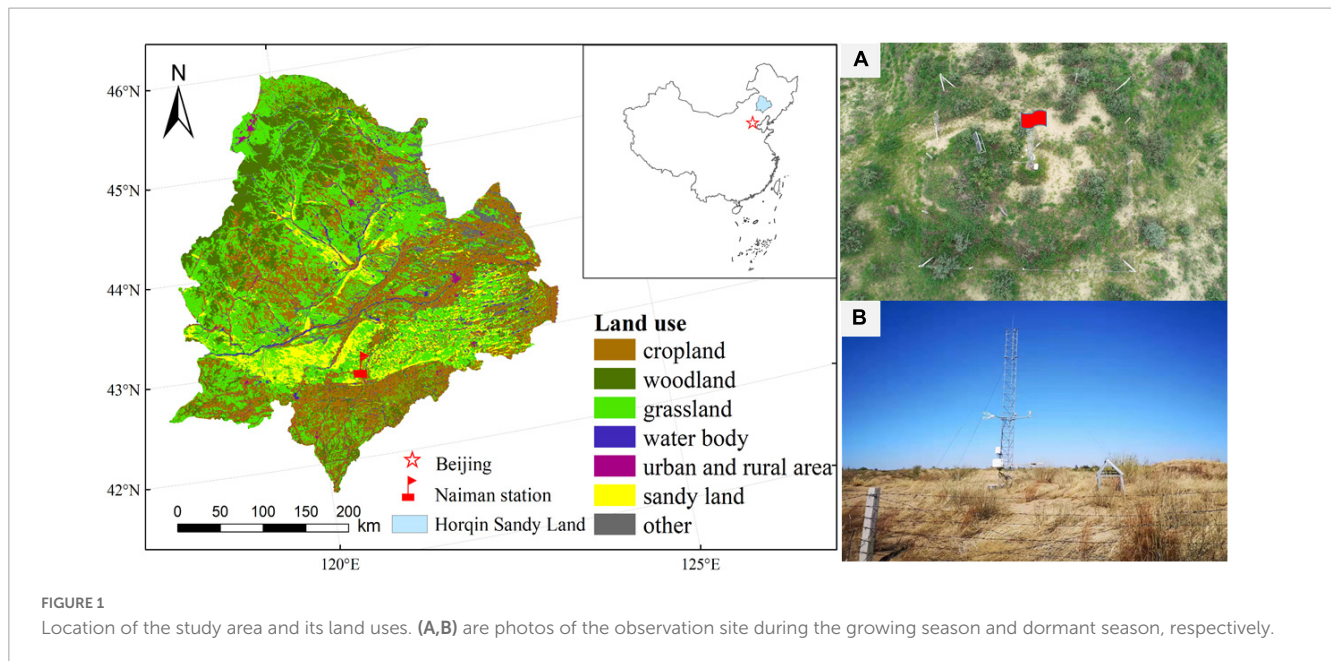 N
46°N
45°N
44°N
43°N
42°N
Land use
cropland
woodland
grassland
water body
urban and rural area
sandy land
other
Beijing
Naiman station
Horqin Sandy Land
0 50 100 150 200
km
120°E
125°E
A
B
FIGURE 1
Location of the study area and its land uses. (A,B) are photos of the observation site during the growing season and dormant season, respectively.